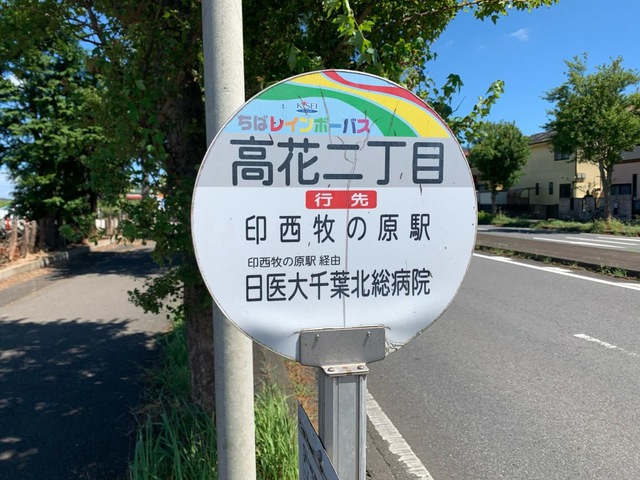 KEISEI
ちばレインボーバス
高花二丁目
行先
印西牧の原駅
印西牧の原駅 経由
日医大千葉北総病院